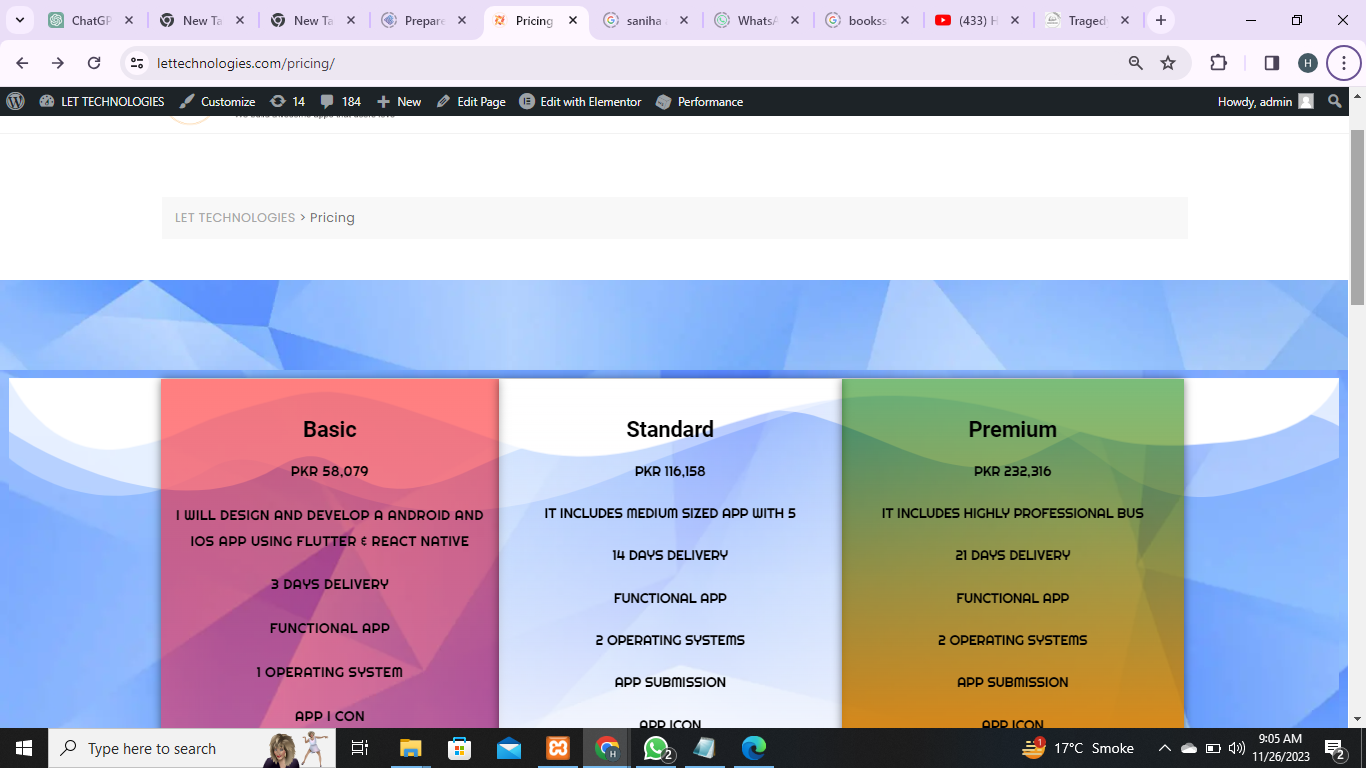 ChatGP
New Ta
New Ta
Prepare
Pricing
saniha
WhatsA
bookss
(433) H
Traged
lettechnologies.com/pricing/
H
LET TECHNOLOGIES
Customize
14
184
New
Edit Page
Edit with Elementor
Performance
Howdy, admin
LET TECHNOLOGIES > Pricing
Basic
PKR 58,079
I WILL DESIGN AND DEVELOP A ANDROID AND
IOS APP USING FLUTTER & REACT NATIVE
3 DAYS DELIVERY
FUNCTIONAL APP
1 OPERATING SYSTEM
APP I CON
Standard
PKR 116,158
IT INCLUDES MEDIUM SIZED APP WITH 5
14 DAYS DELIVERY
FUNCTIONAL APP
2 OPERATING SYSTEMS
APP SUBMISSION
APP ICON
Premium
PKR 232,316
IT INCLUDES HIGHLY PROFESSIONAL BUS
21 DAYS DELIVERY
FUNCTIONAL APP
2 OPERATING SYSTEMS
APP SUBMISSION
APP ICON
Type here to search
H
2
1
17°C Smoke
9:05 AM
11/26/2023
2